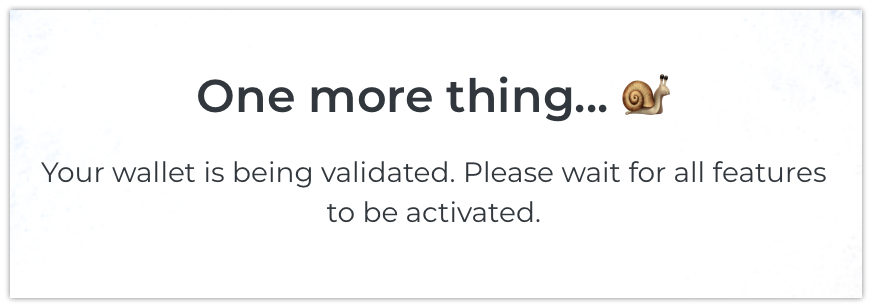 One more thing... 🐌
Your wallet is being validated. Please wait for all features
to be activated.